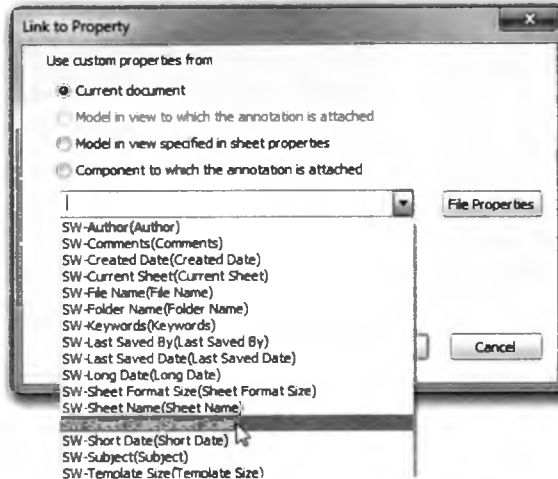 Link to Property
Use custom properties from
Current document
Model in view to which the annotation is attached
Model in view specified in sheet properties
Component to which the annotation is attached
File Properties
SW-Author(Author)
SW-Comments(Comments)
SW-Created Date(Created Date)
SW-Current Sheet(Current Sheet)
SW-File Name(File Name)
SW-Folder Name(Folder Name)
SW-Keywords(Keywords)
SW-Last Saved By(Last Saved By)
SW-Last Saved Date(Last Saved Date)
Cancel
SW-Long Date(Long Date)
SW-Sheet Format Size(Sheet Format Size)
SW-Sheet Name(Sheet Name)
SW-Sheet Scale(Sheet Scale)
SW-Short Date(Short Date)
SW-Subject(Subject)
SW-Template Size(Template Size)